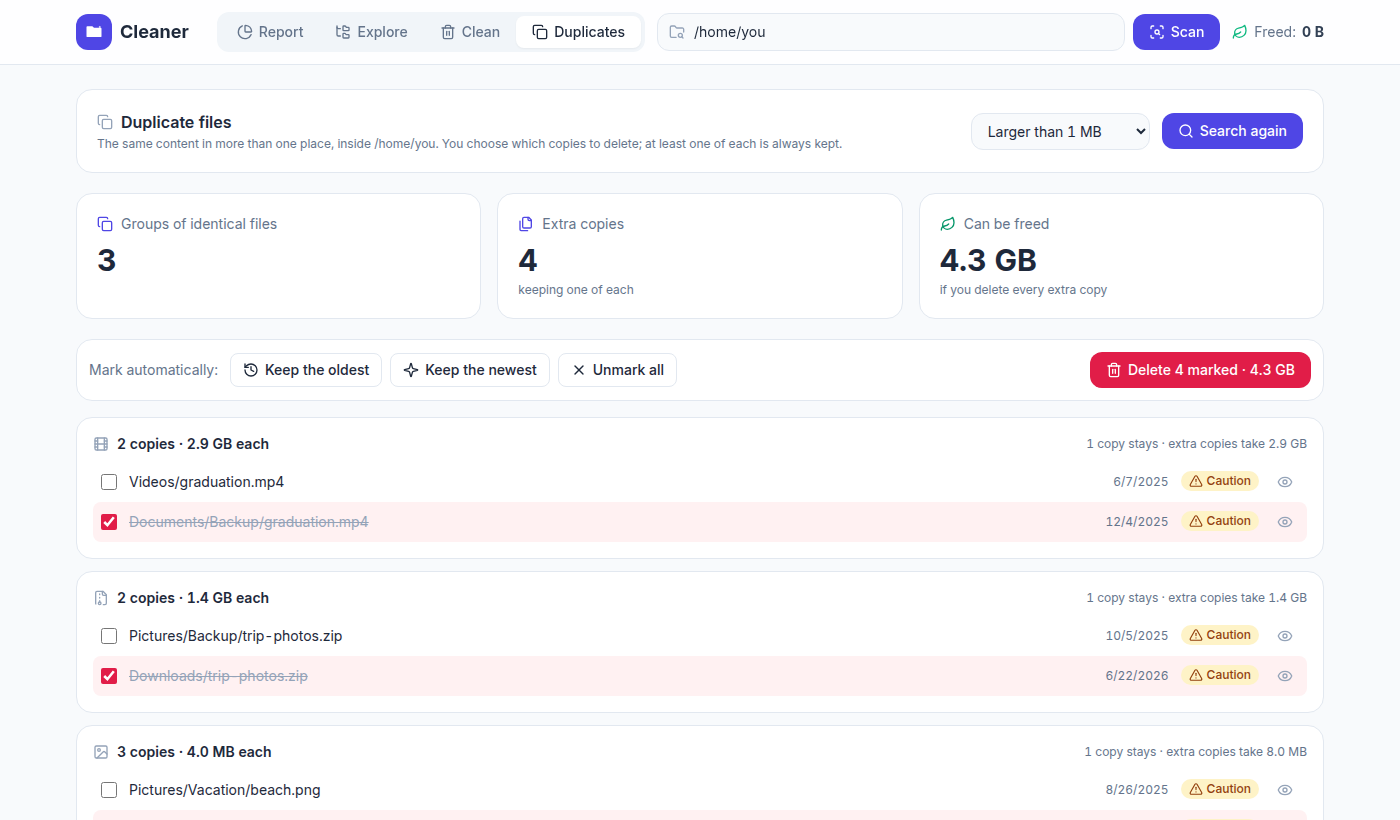 Cleaner
Report
Explore
Clean
Duplicates
/home/you
Scan
Freed: 0 B
Duplicate files
The same content in more than one place, inside /home/you. You choose which copies to delete; at least one of each is always kept.
Larger than 1 MB
Search again
Groups of identical files
3
Extra copies
4
keeping one of each
Can be freed
4.3 GB
if you delete every extra copy
Mark automatically:
Keep the oldest
Keep the newest
Unmark all
Delete 4 marked · 4.3 GB
2 copies · 2.9 GB each
1 copy stays · extra copies take 2.9 GB
Videos/graduation.mp4
6/7/2025
Caution
Documents/Backup/graduation.mp4
12/4/2025
Caution
2 copies · 1.4 GB each
1 copy stays · extra copies take 1.4 GB
Pictures/Backup/trip-photos.zip
10/5/2025
Caution
Downloads/trip-photos.zip
6/22/2026
Caution
3 copies · 4.0 MB each
1 copy stays · extra copies take 8.0 MB
Pictures/Vacation/beach.png
8/26/2025
Caution